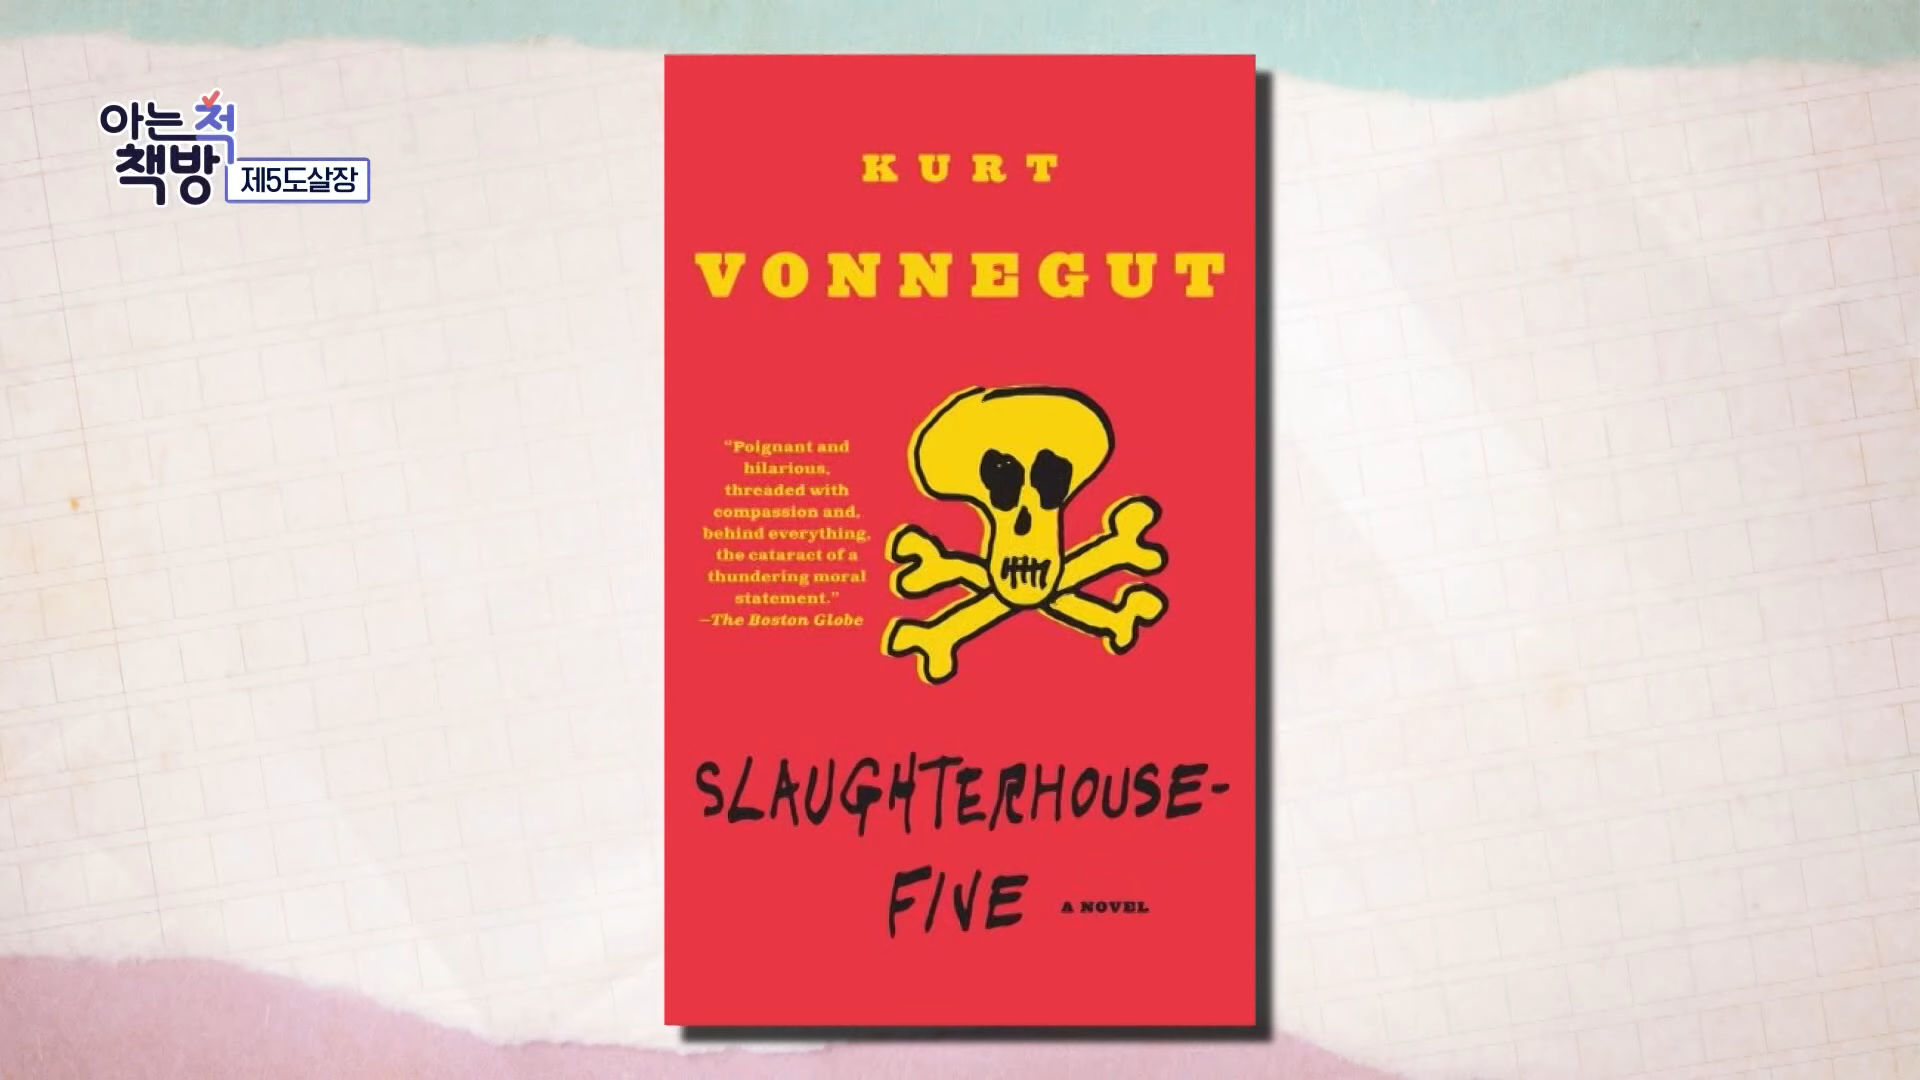 아는 척
책방
제5도살장
KURT
VONNEGUT
“Poignant and
hilarious,
threaded with
compassion and,
behind everything,
the cataract of a
thundering moral
statement.”
—The Boston Globe
SLAUGHTERHOUSE-
FIVE
A NOVEL